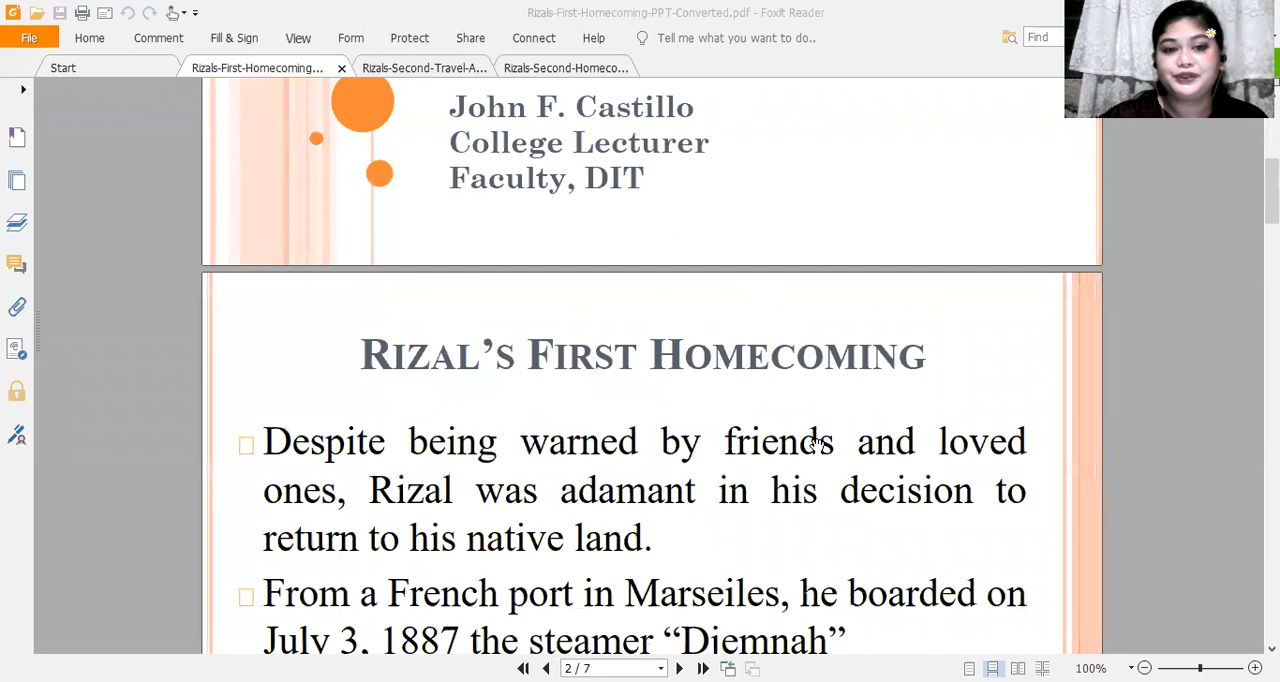 Rizals-First-Homecoming-PPT-Converted.pdf - Foxit Reader
File Home Comment Fill & Sign View Form Protect Share Connect Help Tell me what you want to do.. Find
Start Rizals-First-Homecoming... Rizals-Second-Travel-A... Rizals-Second-Homeco...
John F. Castillo
College Lecturer
Faculty, DIT
RIZAL'S FIRST HOMECOMING
Despite being warned by friends and loved
ones, Rizal was adamant in his decision to
return to his native land.
From a French port in Marseiles, he boarded on
July 3, 1887 the steamer “Djemnah”
2 / 7 100%